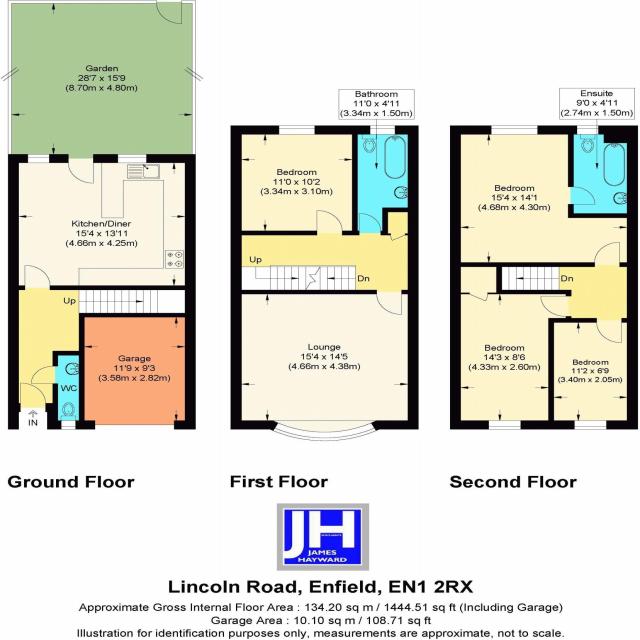 Garden
28'7 x 15'9
(8.70m x 4.80m)
Kitchen/Diner
15'4 x 13'11
(4.66m x 4.25m)
Up
Garage
11'9 x 9'3
(3.58m x 2.82m)
WC
IN
Ground Floor
Bathroom
11'0 x 4'11
(3.34m x 1.50m)
Bedroom
11'0 x 10'2
(3.34m x 3.10m)
Up
Dn
Lounge
15'4 x 14'5
(4.66m x 4.38m)
First Floor
Ensuite
9'0 x 4'11
(2.74m x 1.50m)
Bedroom
15'4 x 14'1
(4.68m x 4.30m)
Dn
Bedroom
14'3 x 8'6
(4.33m x 2.60m)
Bedroom
11'2 x 6'9
(3.40m x 2.05m)
Second Floor
JH
JAMES
HAYWARD
Lincoln Road, Enfield, EN1 2RX
Approximate Gross Internal Floor Area : 134.20 sq m / 1444.51 sq ft (Including Garage)
Garage Area : 10.10 sq m / 108.71 sq ft
Illustration for identification purposes only, measurements are approximate, not to scale.